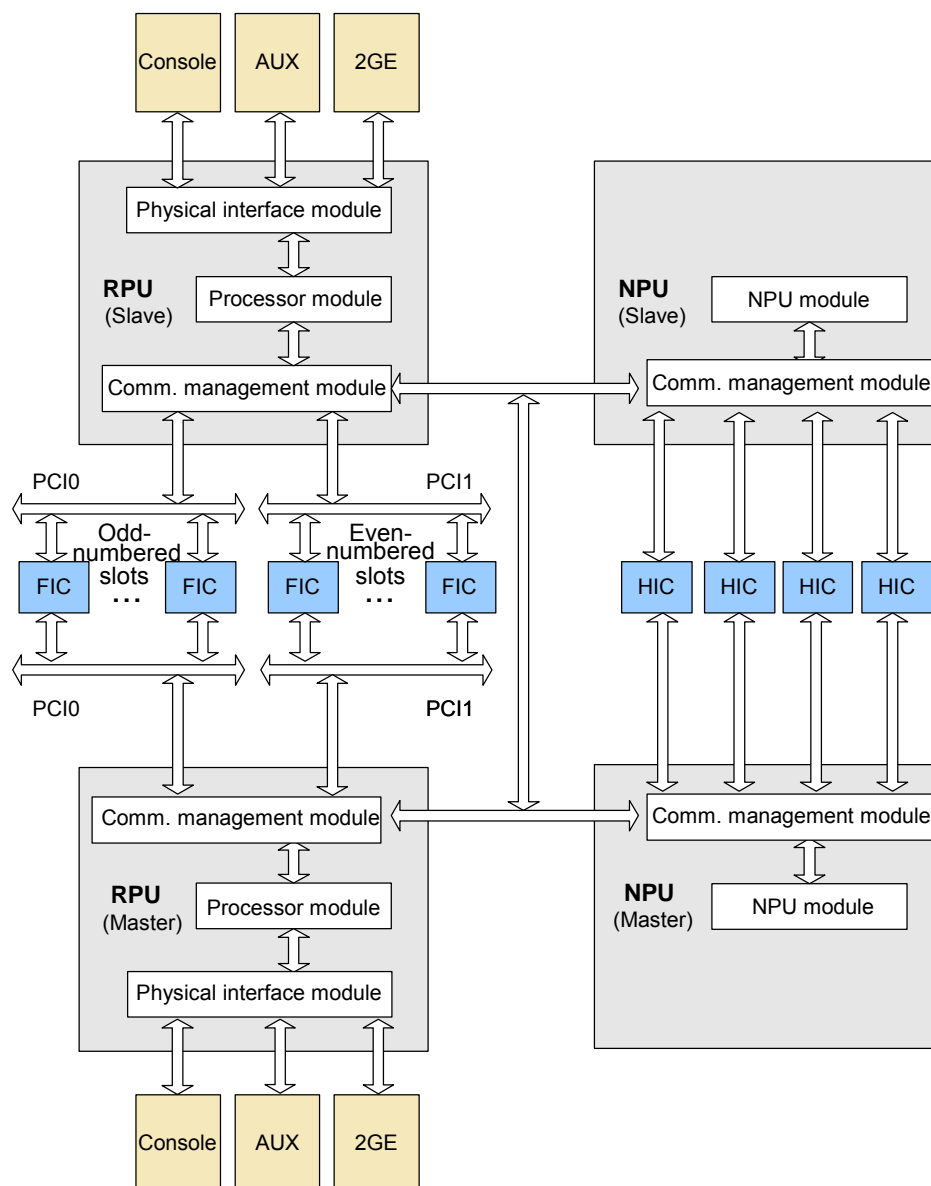 Console
AUX
2GE
Physical interface module
RPU
(Slave)
Processor module
Comm. management module
NPU
(Slave)
NPU module
Comm. management module
PCI0
PCI1
Odd-
numbered
slots
...
Even-
numbered
slots
...
FIC
FIC
FIC
FIC
HIC
HIC
HIC
HIC
PCI0
PCI1
Comm. management module
RPU
(Master)
Processor module
Physical interface module
Comm. management module
NPU
(Master)
NPU module
Console
AUX
2GE